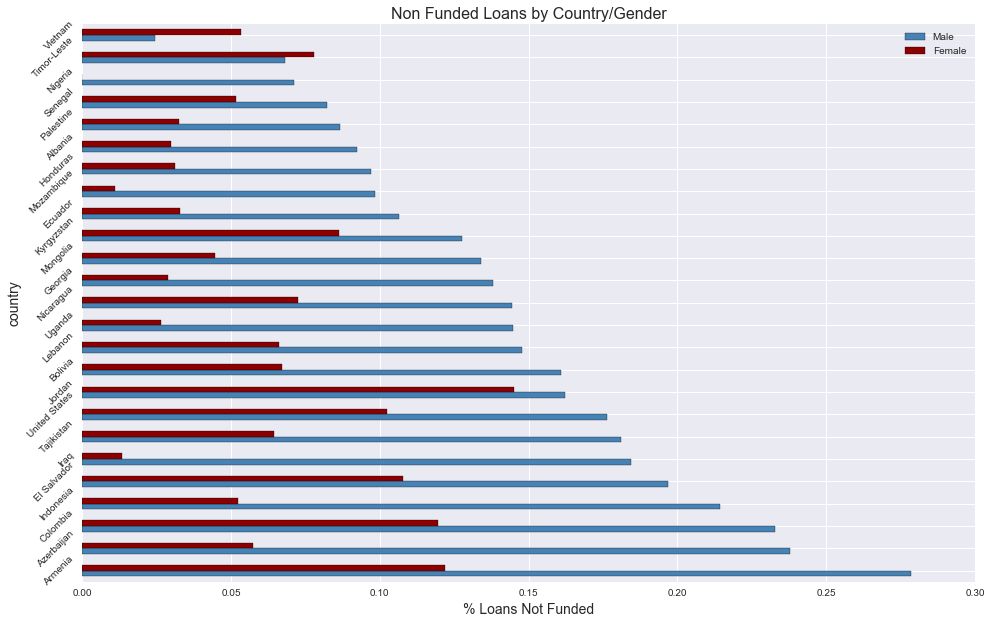 Non Funded Loans by Country/Gender
Male
Female
country
Vietnam
Timor-Leste
Nigeria
Senegal
Palestine
Albania
Honduras
Mozambique
Ecuador
Kyrgyzstan
Mongolia
Georgia
Nicaragua
Uganda
Lebanon
Bolivia
Jordan
United States
Tajikistan
Iraq
El Salvador
Indonesia
Colombia
Azerbaijan
Armenia
0.00 0.05 0.10 0.15 0.20 0.25 0.30
% Loans Not Funded